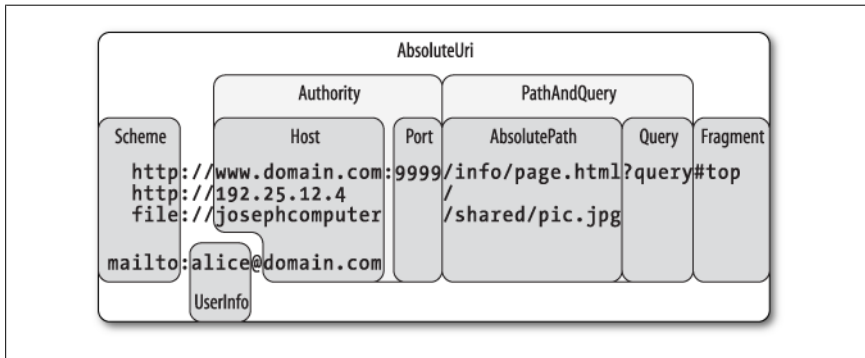 AbsoluteUri
Authority PathAndQuery
Scheme Host Port AbsolutePath Query Fragment
http://www.domain.com:9999/info/page.html?query#top
http://192.25.12.4 /
file://josephcomputer /shared/pic.jpg
mailto:alice@domain.com
UserInfo